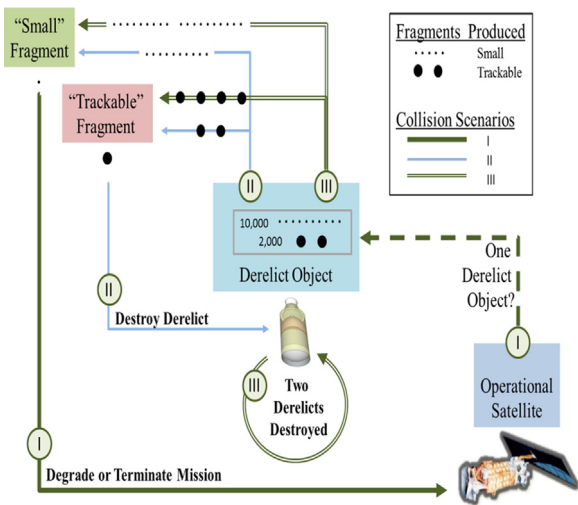 “Small”
Fragment
“Trackable”
Fragment
Fragments Produced
Small
Trackable
Collision Scenarios
I
II
III
II
III
10,000
2,000
Derelict Object
One
Derelict
Object?
II
Destroy Derelict
I
III
Two
Derelicts
Destroyed
Operational
Satellite
I
Degrade or Terminate Mission